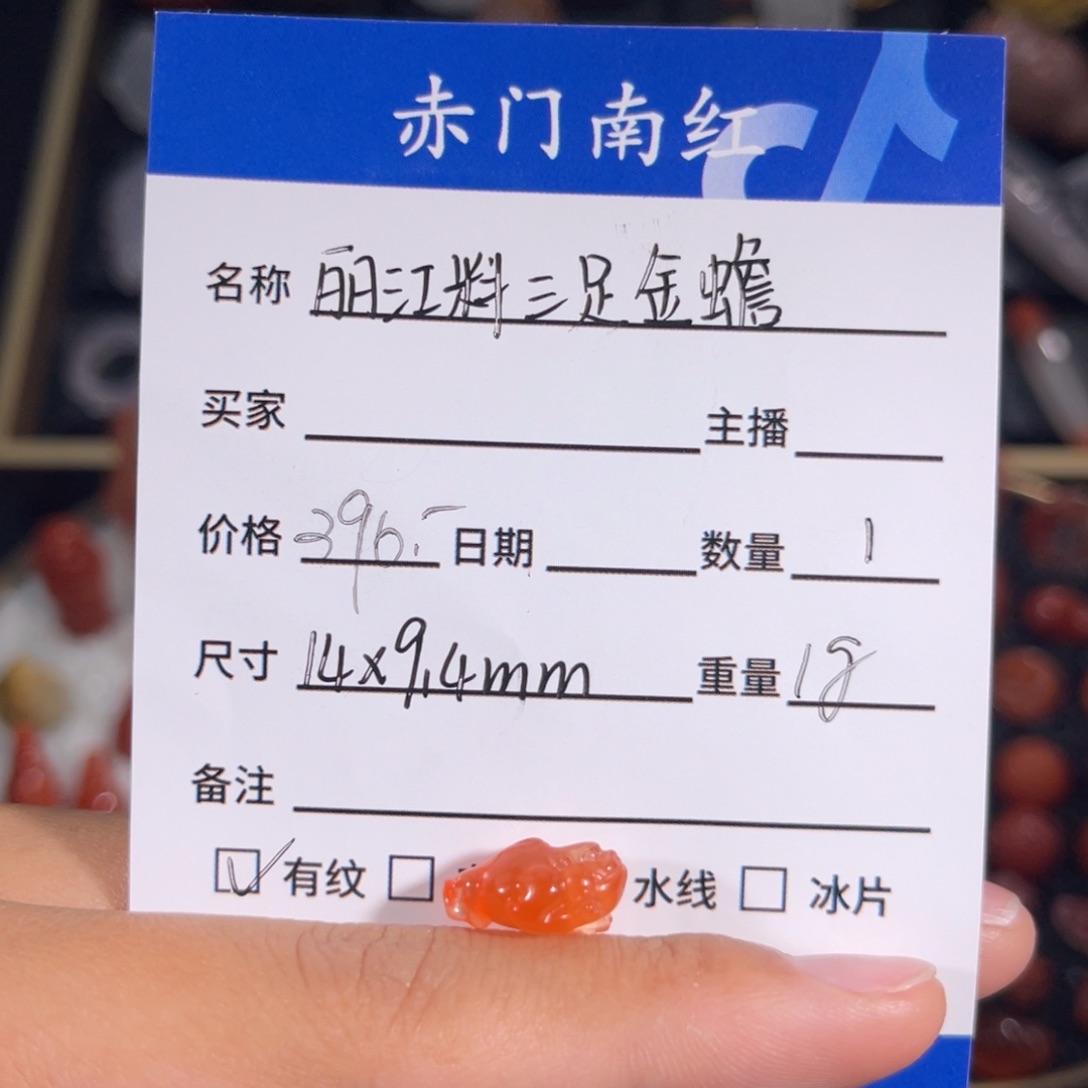 赤门南红
名称 丽江料三足金蟾
买家 主播
价格 396.- 日期 数量 1
尺寸 14x9.4mm 重量 1g
备注
有纹 水线 冰片